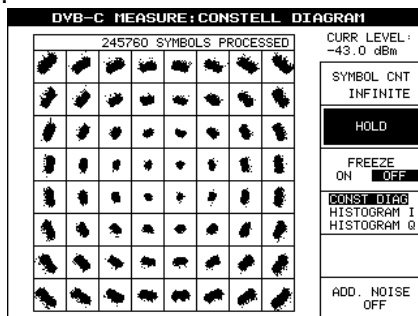 DVB-C MEASURE:CONSTELL DIAGRAM
245760 SYMBOLS PROCESSED
CURR LEVEL:
-43.0 dBm
SYMBOL CNT
INFINITE
HOLD
FREEZE
ON OFF
CONST DIAG
HISTOGRAM I
HISTOGRAM Q
ADD. NOISE
OFF